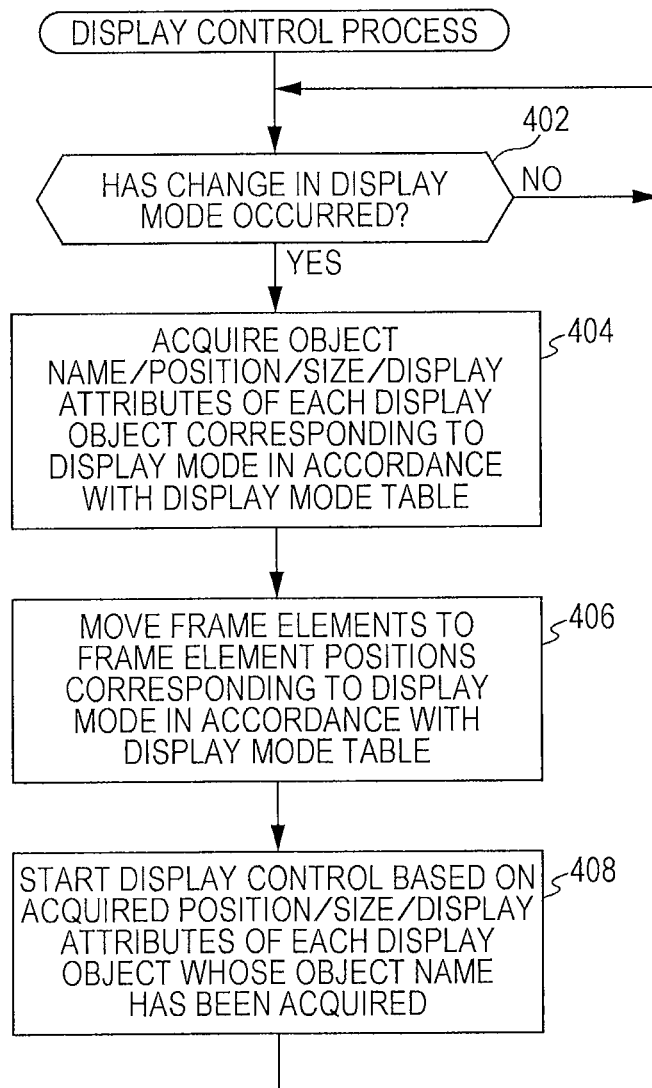 DISPLAY CONTROL PROCESS
402
HAS CHANGE IN DISPLAY
MODE OCCURRED?
NO
YES
404
ACQUIRE OBJECT
NAME/POSITION/SIZE/DISPLAY
ATTRIBUTES OF EACH DISPLAY
OBJECT CORRESPONDING TO
DISPLAY MODE IN ACCORDANCE
WITH DISPLAY MODE TABLE
406
MOVE FRAME ELEMENTS TO
FRAME ELEMENT POSITIONS
CORRESPONDING TO DISPLAY
MODE IN ACCORDANCE WITH
DISPLAY MODE TABLE
408
START DISPLAY CONTROL BASED ON
ACQUIRED POSITION/SIZE/DISPLAY
ATTRIBUTES OF EACH DISPLAY
OBJECT WHOSE OBJECT NAME
HAS BEEN ACQUIRED